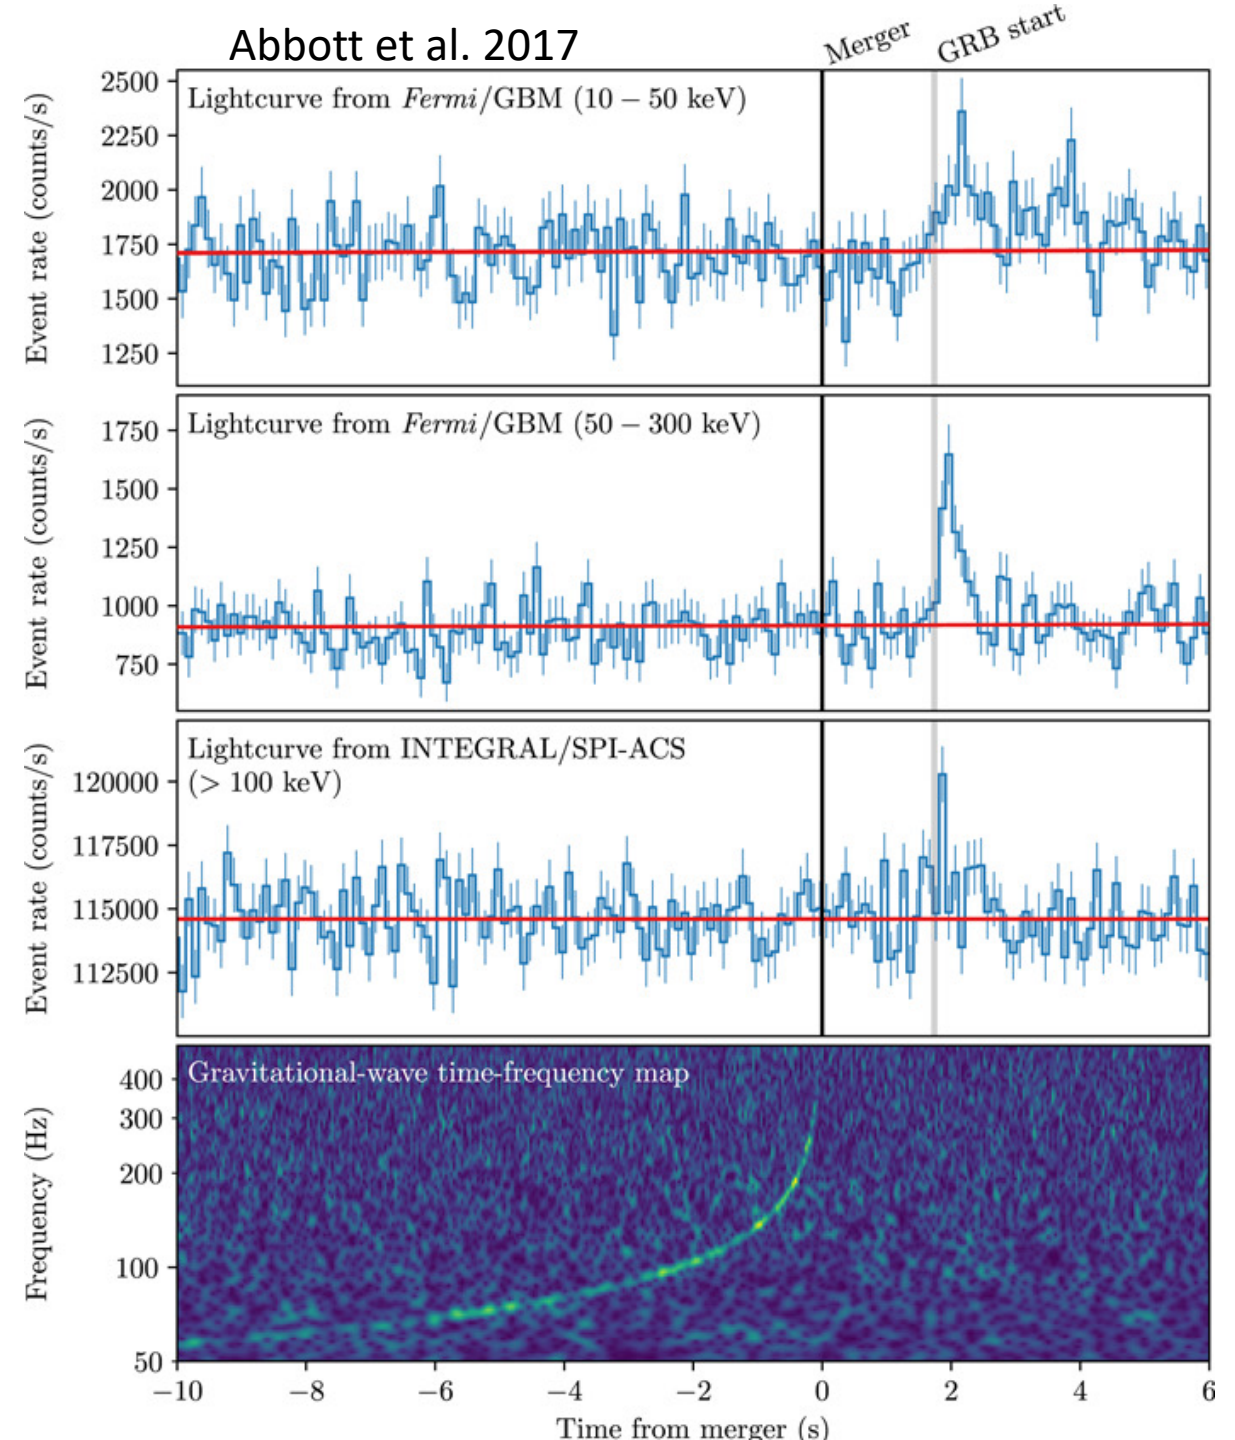 Abbott et al. 2017
Merger
GRB start
Lightcurve from Fermi/GBM (10 – 50 keV)
Event rate (counts/s)
2500
2250
2000
1750
1500
1250
Lightcurve from Fermi/GBM (50 – 300 keV)
Event rate (counts/s)
1750
1500
1250
1000
750
Lightcurve from INTEGRAL/SPI-ACS
(> 100 keV)
Event rate (counts/s)
120000
117500
115000
112500
Gravitational-wave time-frequency map
Frequency (Hz)
400
300
200
100
50
−10 −8 −6 −4 −2 0 2 4 6
Time from merger (s)